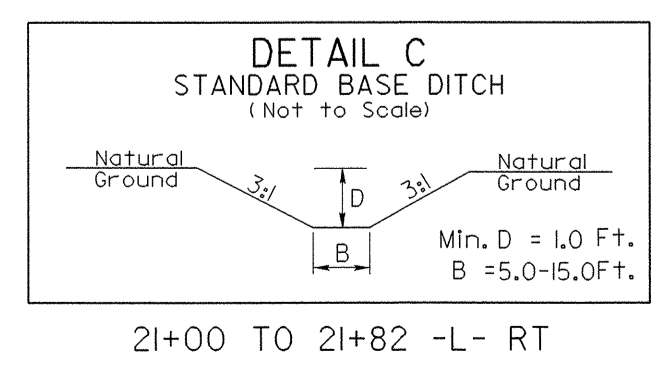 DETAIL C
STANDARD BASE DITCH
(Not to Scale)
Natural
Ground
3:1
D
3:1
Natural
Ground
B
Min. D = 1.0 Ft.
B =5.0-15.0Ft.
21+00 TO 21+82 -L- RT